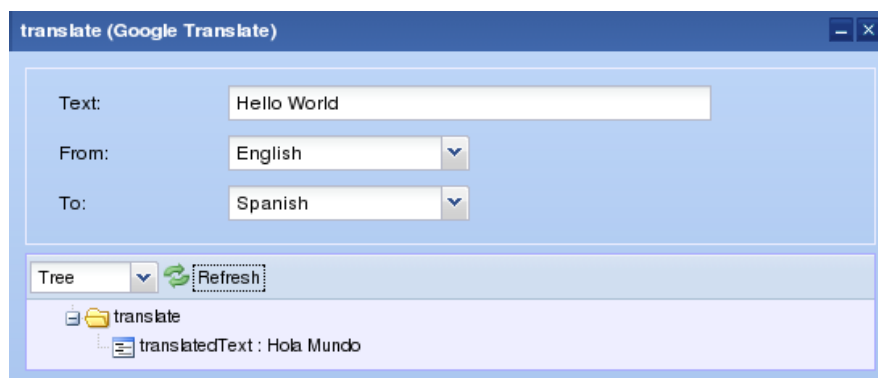 translate (Google Translate)
Text: Hello World
From: English
To: Spanish
Tree Refresh
translate
translatedText : Hola Mundo